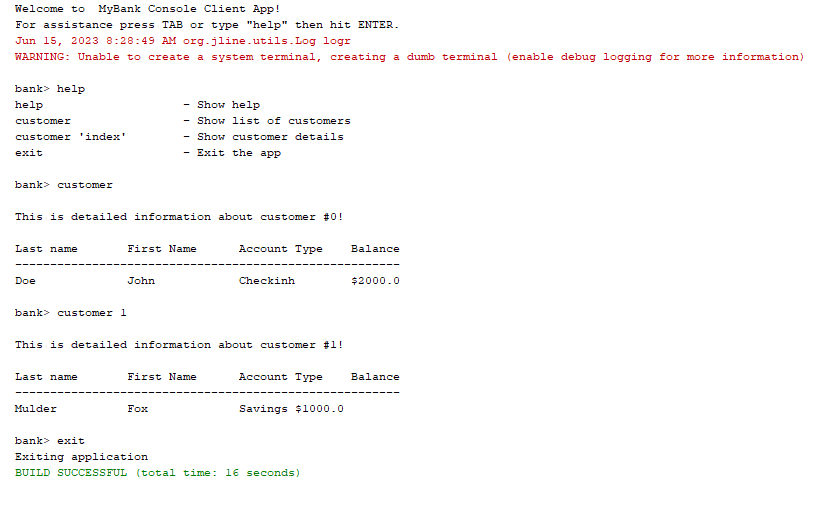 Welcome to  MyBank Console Client App!
For assistance press TAB or type "help" then hit ENTER.
Jun 15, 2023 8:28:49 AM org.jline.utils.Log logr
WARNING: Unable to create a system terminal, creating a dumb terminal (enable debug logging for more information)
bank> help
help                    - Show help
customer                - Show list of customers
customer 'index'        - Show customer details
exit                    - Exit the app
bank> customer
This is detailed information about customer #0!
Last name       First Name      Account Type    Balance
-------------------------------------------------------
Doe             John            Checkinh        $2000.0
bank> customer 1
This is detailed information about customer #1!
Last name       First Name      Account Type    Balance
-------------------------------------------------------
Mulder          Fox             Savings $1000.0
bank> exit
Exiting application
BUILD SUCCESSFUL (total time: 16 seconds)